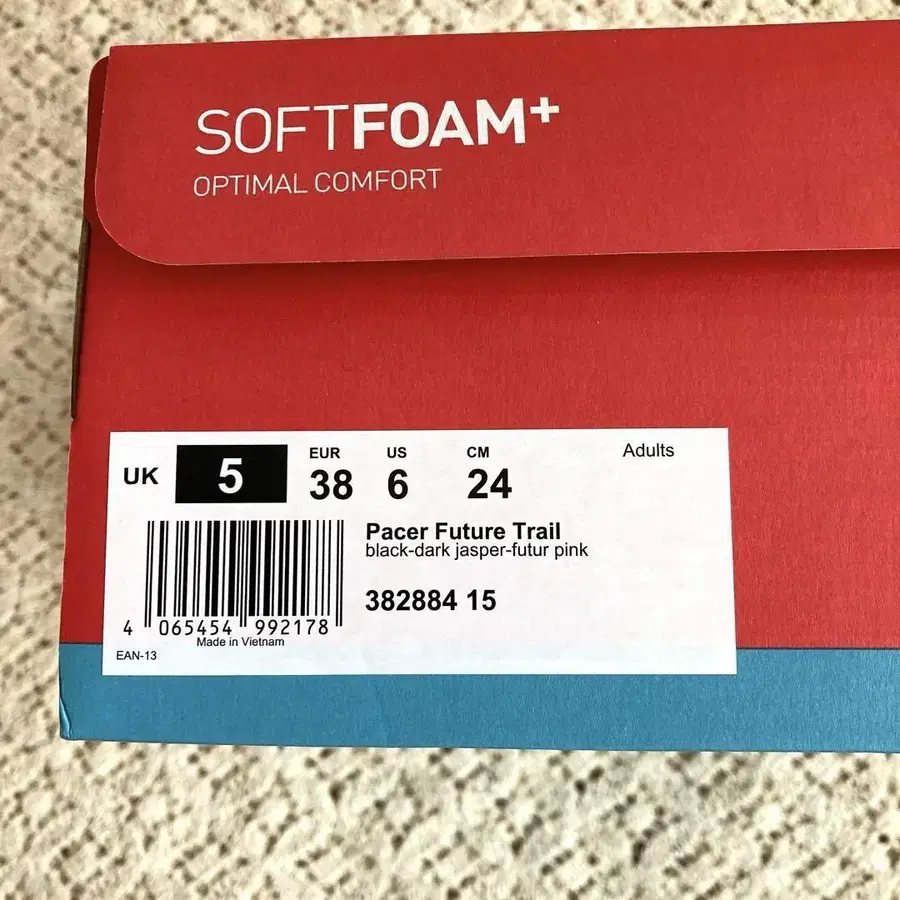 SOFTFOAM+
OPTIMAL COMFORT
UK 5
EUR 38
US 6
CM 24
Adults
Pacer Future Trail
black-dark jasper-futur pink
382884 15
4 065454 992178
Made in Vietnam
EAN-13